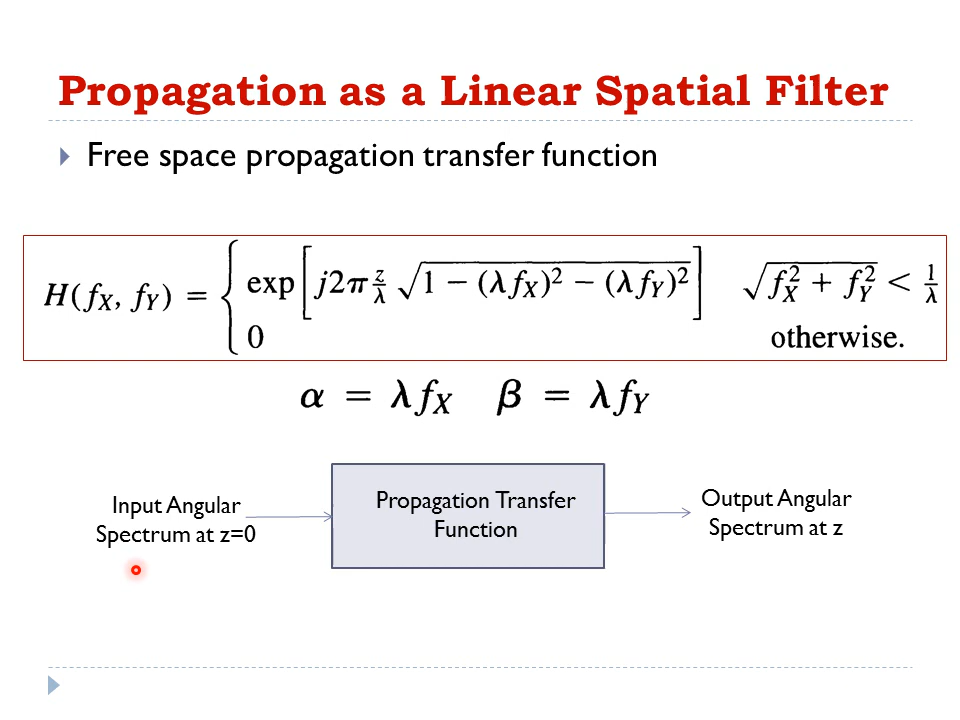 Propagation as a Linear Spatial Filter
Free space propagation transfer function
H(f_X, f_Y) = { exp[j2π z/λ √(1 − (λf_X)² − (λf_Y)²)] √(f_X² + f_Y²) < 1/λ
0 otherwise.
α = λf_X β = λf_Y
Input Angular
Spectrum at z=0
Propagation Transfer
Function
Output Angular
Spectrum at z